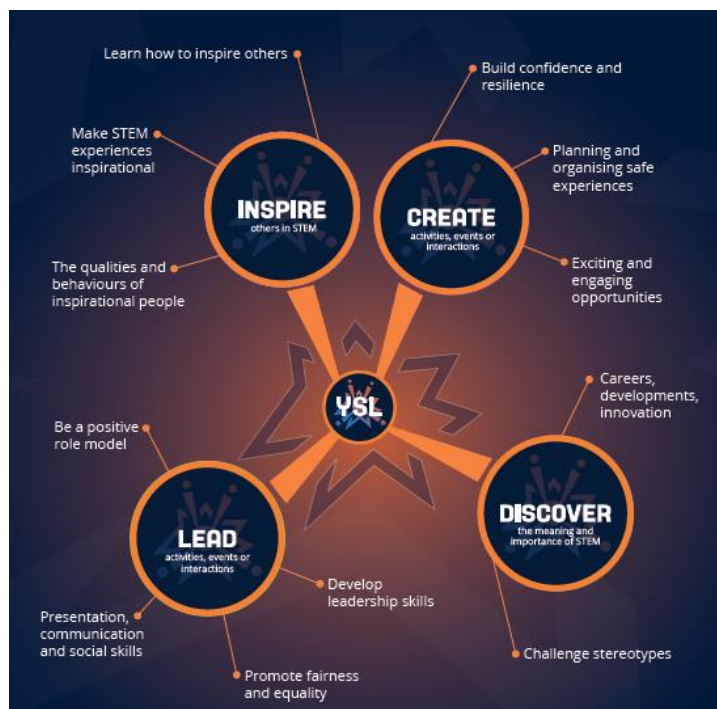 Learn how to inspire others
Make STEM
experiences
inspirational
The qualities and
behaviours of
inspirational people
INSPIRE
others in STEM
Build confidence and
resilience
Planning and
organising safe
experiences
Exciting and
engaging
opportunities
CREATE
activities, events or
interactions
YSL
Be a positive
role model
LEAD
activities, events or
interactions
Presentation,
communication
and social skills
Develop
leadership skills
Promote fairness
and equality
Careers,
developments,
innovation
DISCOVER
the meaning and
importance of STEM
Challenge stereotypes